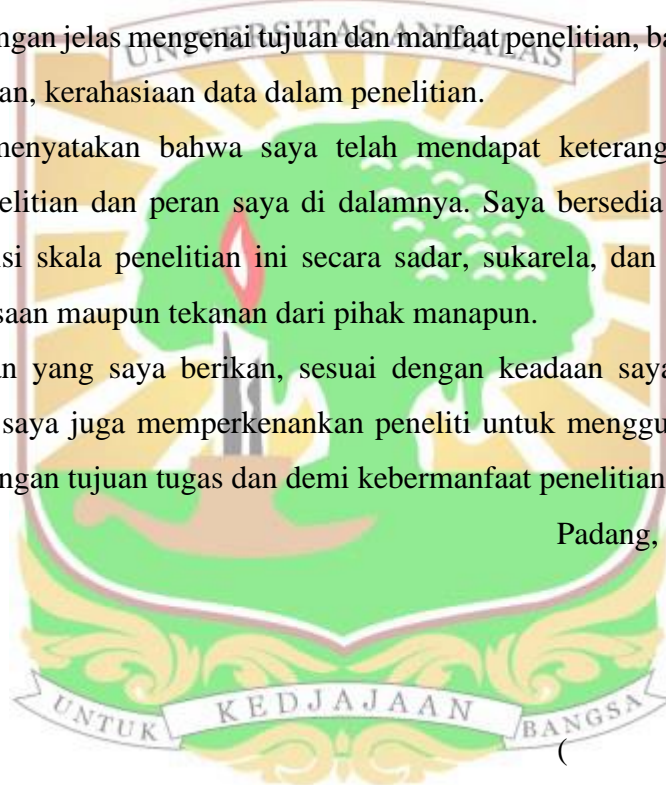 ngan jelas mengenai tujuan dan manfaat penelitian, ba
UNIVERSITAS ANDALAS
an, kerahasiaan data dalam penelitian.
menyatakan bahwa saya telah mendapat keterang
elitian dan peran saya di dalamnya. Saya bersedia
si skala penelitian ini secara sadar, sukarela, dan
saan maupun tekanan dari pihak manapun.
an yang saya berikan, sesuai dengan keadaan saya
saya juga memperkenankan peneliti untuk menggu
ngan tujuan tugas dan demi kebermanfaat penelitian
Padang,
UNTUK KEDJAJAAN BANGSA
(